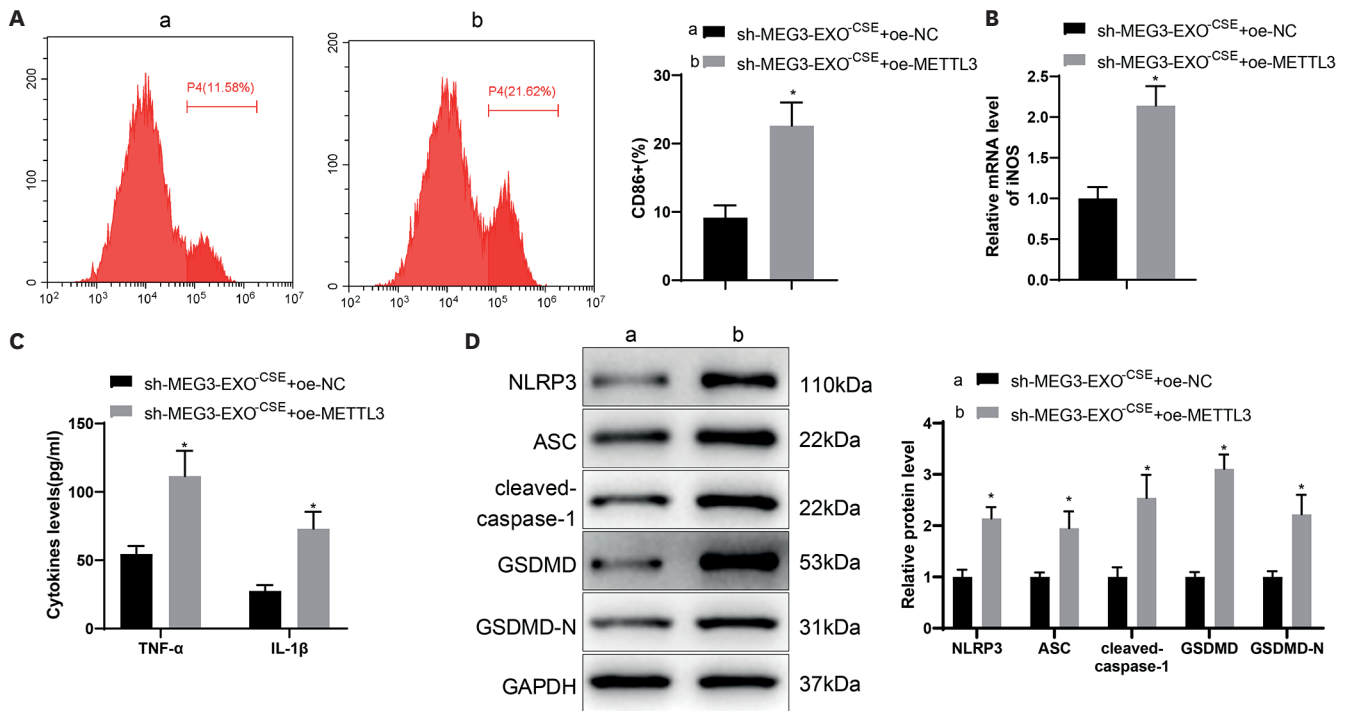 A
a
P4(11.58%)
200
100
0
10²
10³
10⁴
10⁵
10⁶
10⁷
b
P4(21.62%)
200
100
0
10²
10³
10⁴
10⁵
10⁶
10⁷
a sh-MEG3-EXO⁻ᶜˢᴱ+oe-NC
b sh-MEG3-EXO⁻ᶜˢᴱ+oe-METTL3
CD86+(%)
30
20
10
0
*
B
sh-MEG3-EXO⁻ᶜˢᴱ+oe-NC
sh-MEG3-EXO⁻ᶜˢᴱ+oe-METTL3
Relative mRNA level
of iNOS
2.5
2.0
1.5
1.0
0.5
0.0
*
C
sh-MEG3-EXO⁻ᶜˢᴱ+oe-NC
sh-MEG3-EXO⁻ᶜˢᴱ+oe-METTL3
Cytokines levels(pg/ml)
150
100
50
0
*
*
TNF-α
IL-1β
D
a b
NLRP3 110kDa
ASC 22kDa
cleaved-
caspase-1 22kDa
GSDMD 53kDa
GSDMD-N 31kDa
GAPDH 37kDa
a sh-MEG3-EXO⁻ᶜˢᴱ+oe-NC
b sh-MEG3-EXO⁻ᶜˢᴱ+oe-METTL3
Relative protein level
4
3
2
1
0
*
*
*
*
*
NLRP3
ASC
cleaved-
caspase-1
GSDMD
GSDMD-N